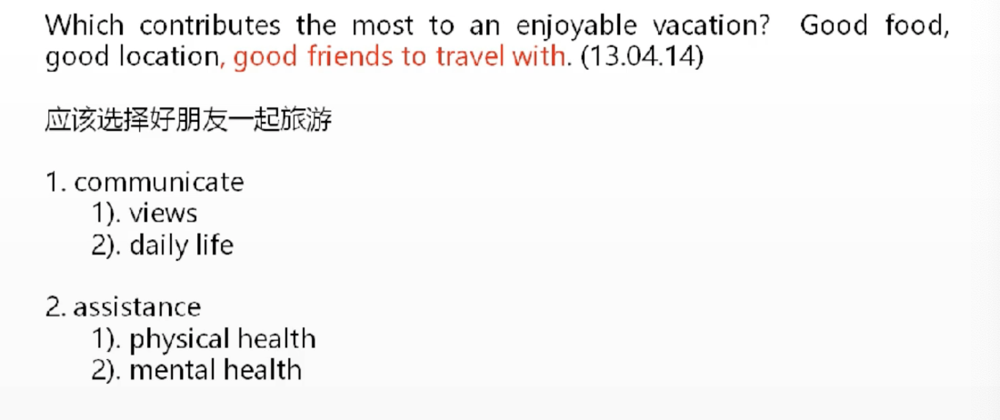 Which contributes the most to an enjoyable vacation? Good food,
good location, good friends to travel with. (13.04.14)
应该选择好朋友一起旅游
1. communicate
1). views
2). daily life
2. assistance
1). physical health
2). mental health